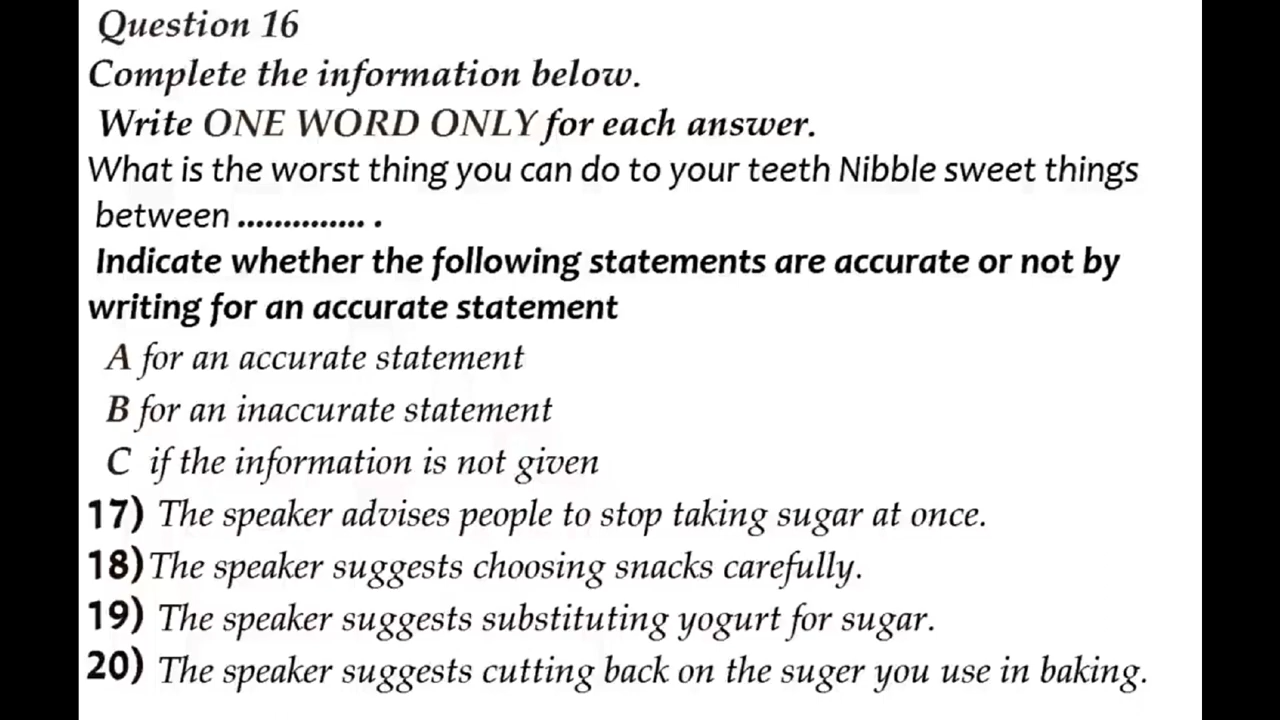 Question 16
Complete the information below.
Write ONE WORD ONLY for each answer.
What is the worst thing you can do to your teeth Nibble sweet things
between ............... .
Indicate whether the following statements are accurate or not by
writing for an accurate statement
A for an accurate statement
B for an inaccurate statement
C if the information is not given
17) The speaker advises people to stop taking sugar at once.
18) The speaker suggests choosing snacks carefully.
19) The speaker suggests substituting yogurt for sugar.
20) The speaker suggests cutting back on the suger you use in baking.